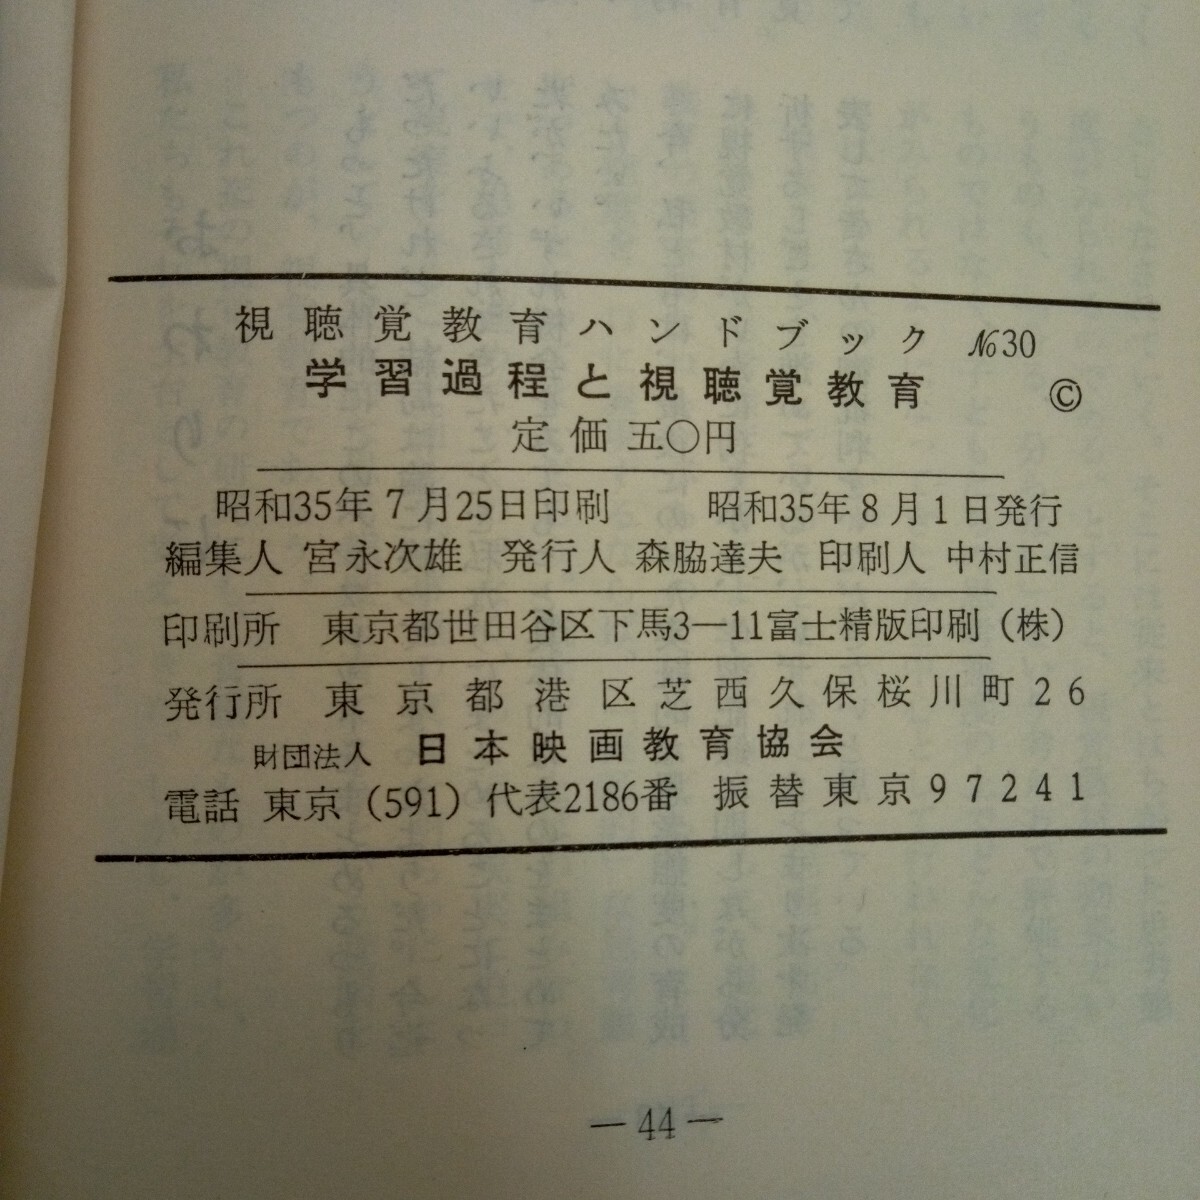 視聴覚教育ハンドブック №30
学習過程と視聴覚教育 ©
定価 五〇円
昭和35年7月25日印刷 昭和35年8月1日発行
編集人 宮永次雄 発行人 森脇達夫 印刷人 中村正信
印刷所 東京都世田谷区下馬3—11富士精版印刷(株)
発行所 東京都港区芝西久保桜川町26
財団法人 日本映画教育協会
電話 東京(591)代表2186番 振替東京97241
—44—